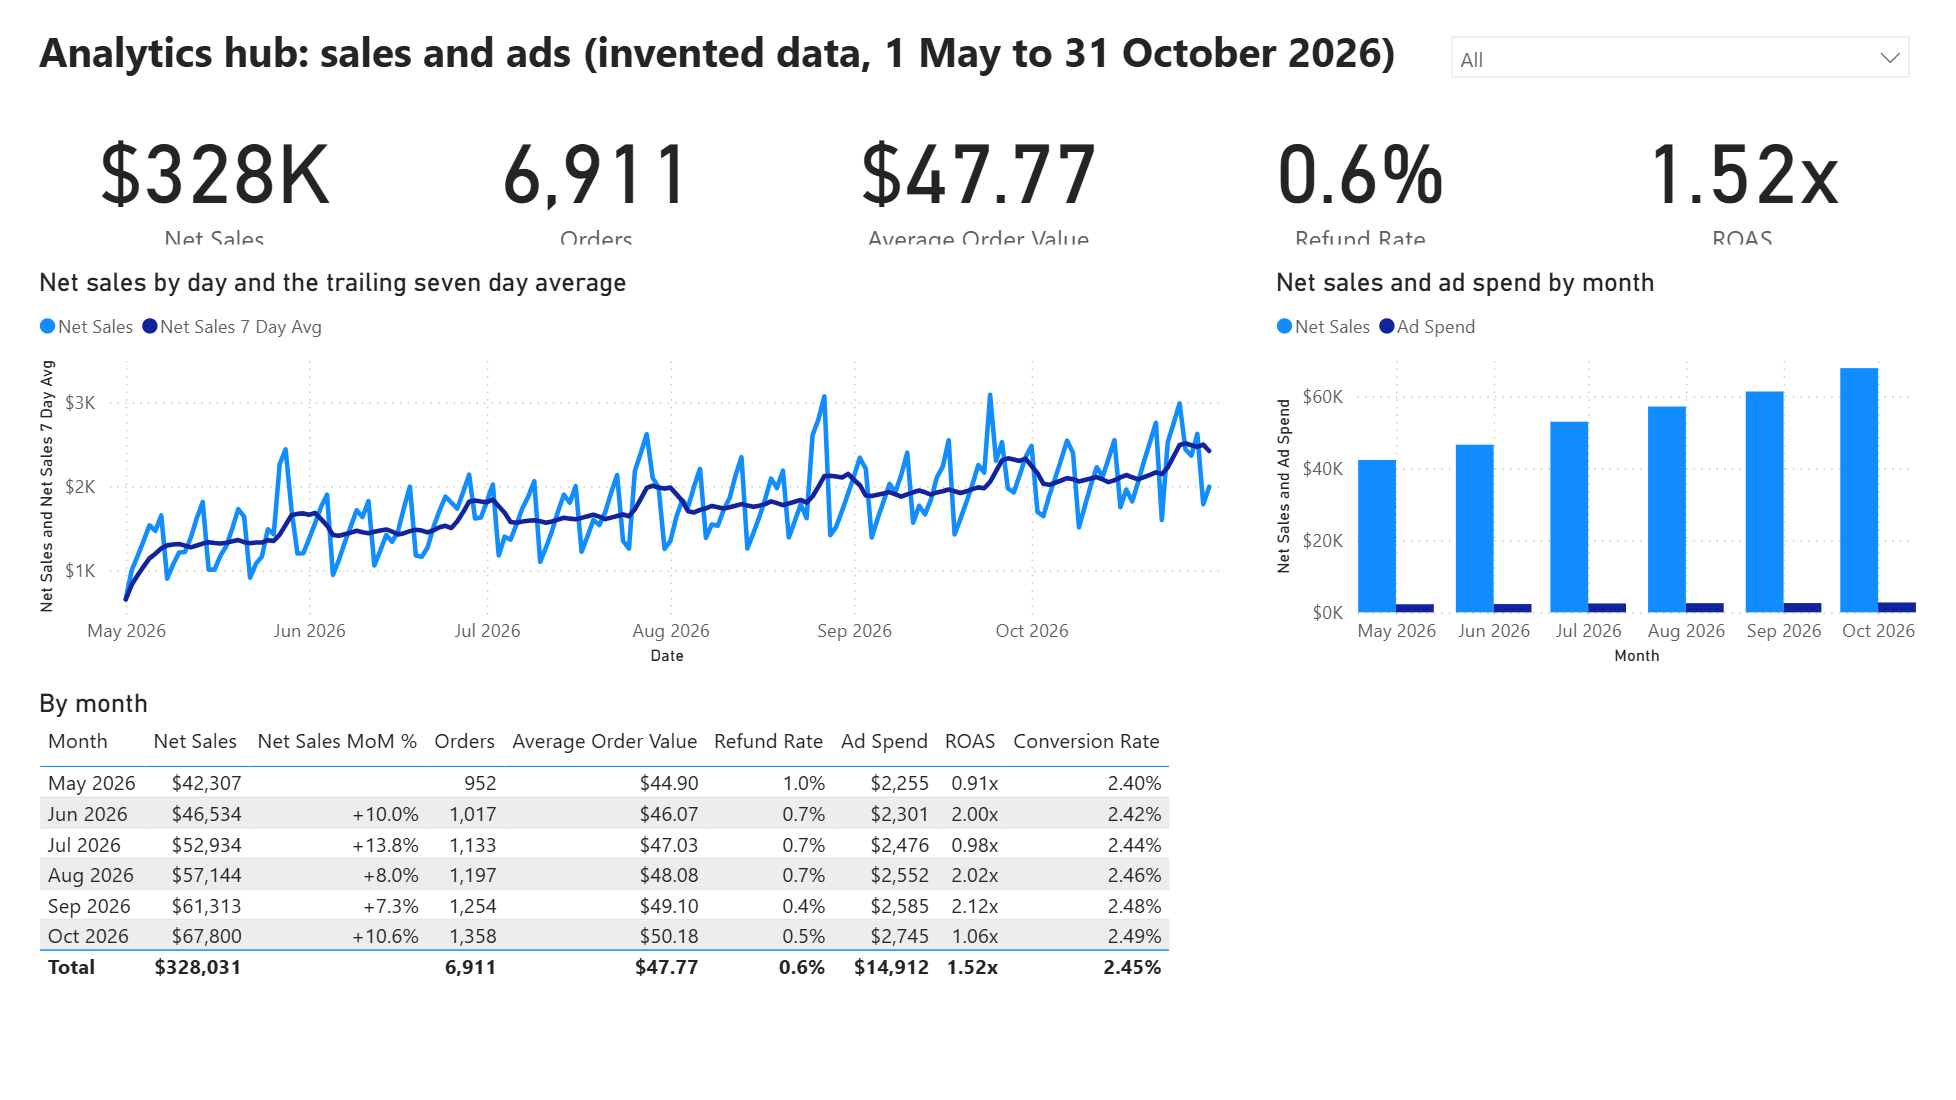 Analytics hub: sales and ads (invented data, 1 May to 31 October 2026)
All
$328K
Net Sales
6,911
Orders
$47.77
Average Order Value
0.6%
Refund Rate
1.52x
ROAS
Net sales by day and the trailing seven day average
Net Sales Net Sales 7 Day Avg
Net Sales and Net Sales 7 Day Avg
$3K
$2K
$1K
May 2026 Jun 2026 Jul 2026 Aug 2026 Sep 2026 Oct 2026
Date
Net sales and ad spend by month
Net Sales Ad Spend
Net Sales and Ad Spend
$60K
$40K
$20K
$0K
May 2026 Jun 2026 Jul 2026 Aug 2026 Sep 2026 Oct 2026
Month
By month
Month Net Sales Net Sales MoM % Orders Average Order Value Refund Rate Ad Spend ROAS Conversion Rate
May 2026 $42,307 952 $44.90 1.0% $2,255 0.91x 2.40%
Jun 2026 $46,534 +10.0% 1,017 $46.07 0.7% $2,301 2.00x 2.42%
Jul 2026 $52,934 +13.8% 1,133 $47.03 0.7% $2,476 0.98x 2.44%
Aug 2026 $57,144 +8.0% 1,197 $48.08 0.7% $2,552 2.02x 2.46%
Sep 2026 $61,313 +7.3% 1,254 $49.10 0.4% $2,585 2.12x 2.48%
Oct 2026 $67,800 +10.6% 1,358 $50.18 0.5% $2,745 1.06x 2.49%
Total $328,031 6,911 $47.77 0.6% $14,912 1.52x 2.45%